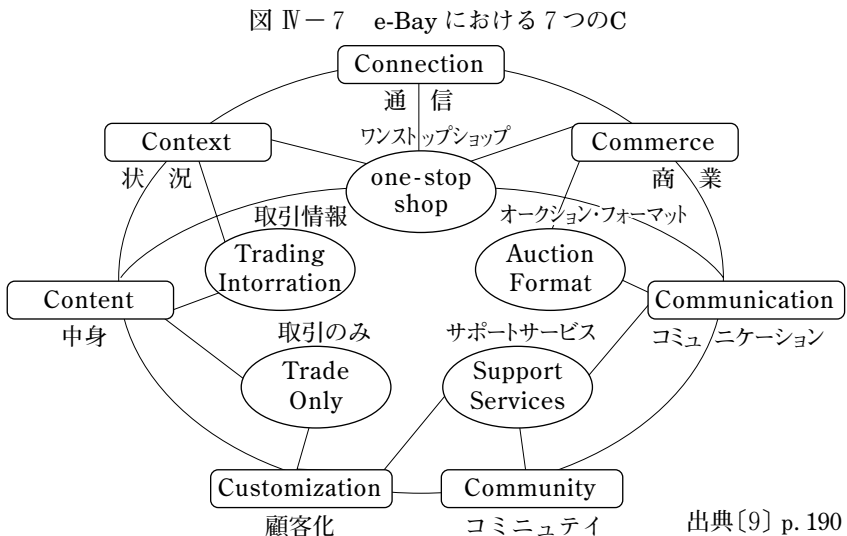 図 Ⅳ－7 e-Bay における7つのC
Connection
通 信
Context
状 況
ワンストップショップ
Commerce
商 業
one-stop
shop
取引情報
Trading
Intorration
オークション・フォーマット
Auction
Format
Content
中身
Communication
コミュニケーション
取引のみ
Trade
Only
サポートサービス
Support
Services
Customization
顧客化
Community
コミニュテイ
出典〔9〕p. 190